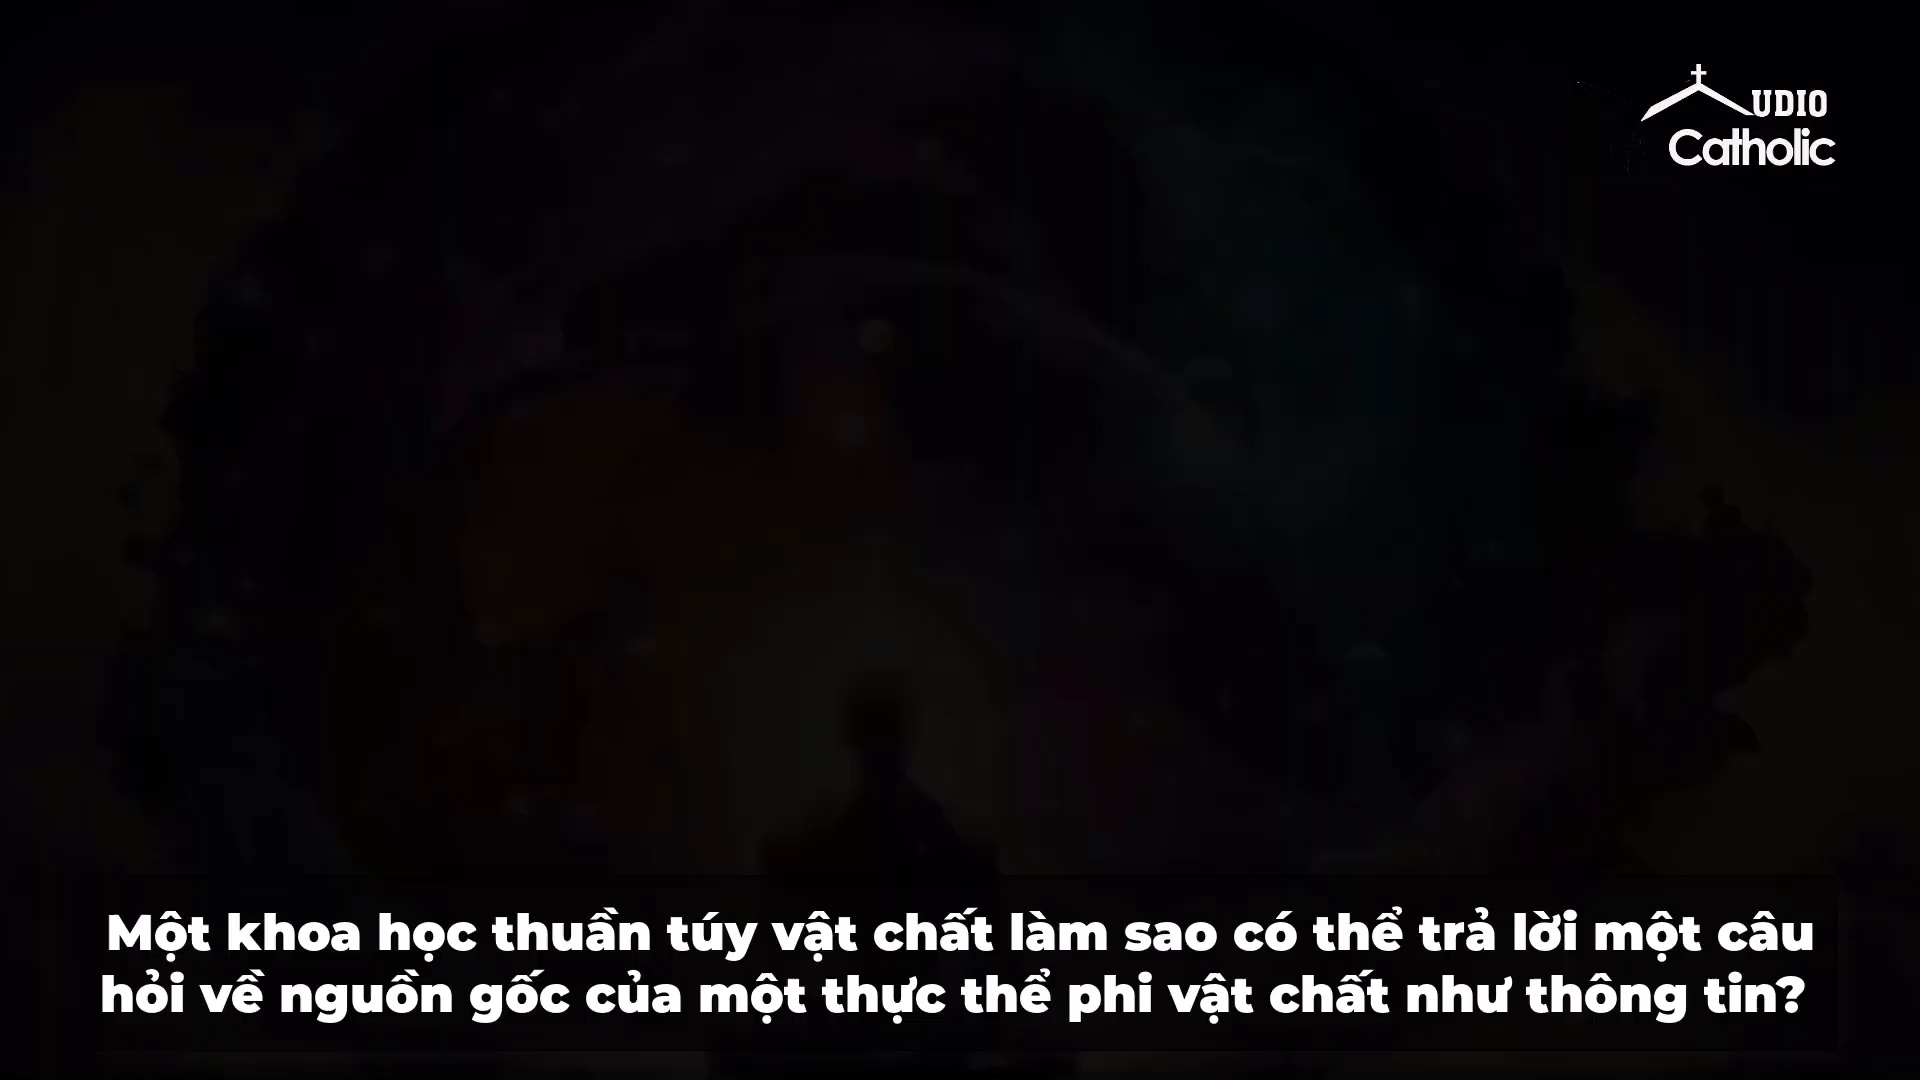 UDIO
Catholic
Một khoa học thuần túy vật chất làm sao có thể trả lời một câu
hỏi về nguồn gốc của một thực thể phi vật chất như thông tin?